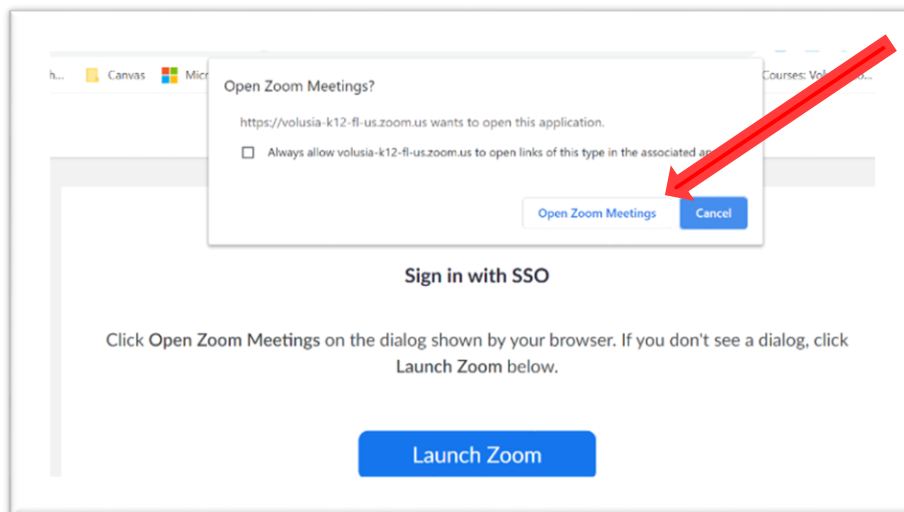 h... Canvas
Open Zoom Meetings?
https://volusia-k12-fl-us.zoom.us wants to open this application.
Always allow volusia-k12-fl-us.zoom.us to open links of this type in the associated
Open Zoom Meetings Cancel
Sign in with SSO
Click Open Zoom Meetings on the dialog shown by your browser. If you don't see a dialog, click
Launch Zoom below.
Launch Zoom